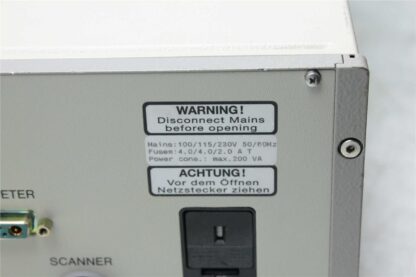 WARNING!
Disconnect Mains
before opening
Mains: 100/115/230V 50/60Hz
Fuses: 4.0/4.0/2.0 A T
Power cons.: max.200 VA
ACHTUNG!
Vor dem Öffnen
Netzstecker ziehen
ETER
SCANNER